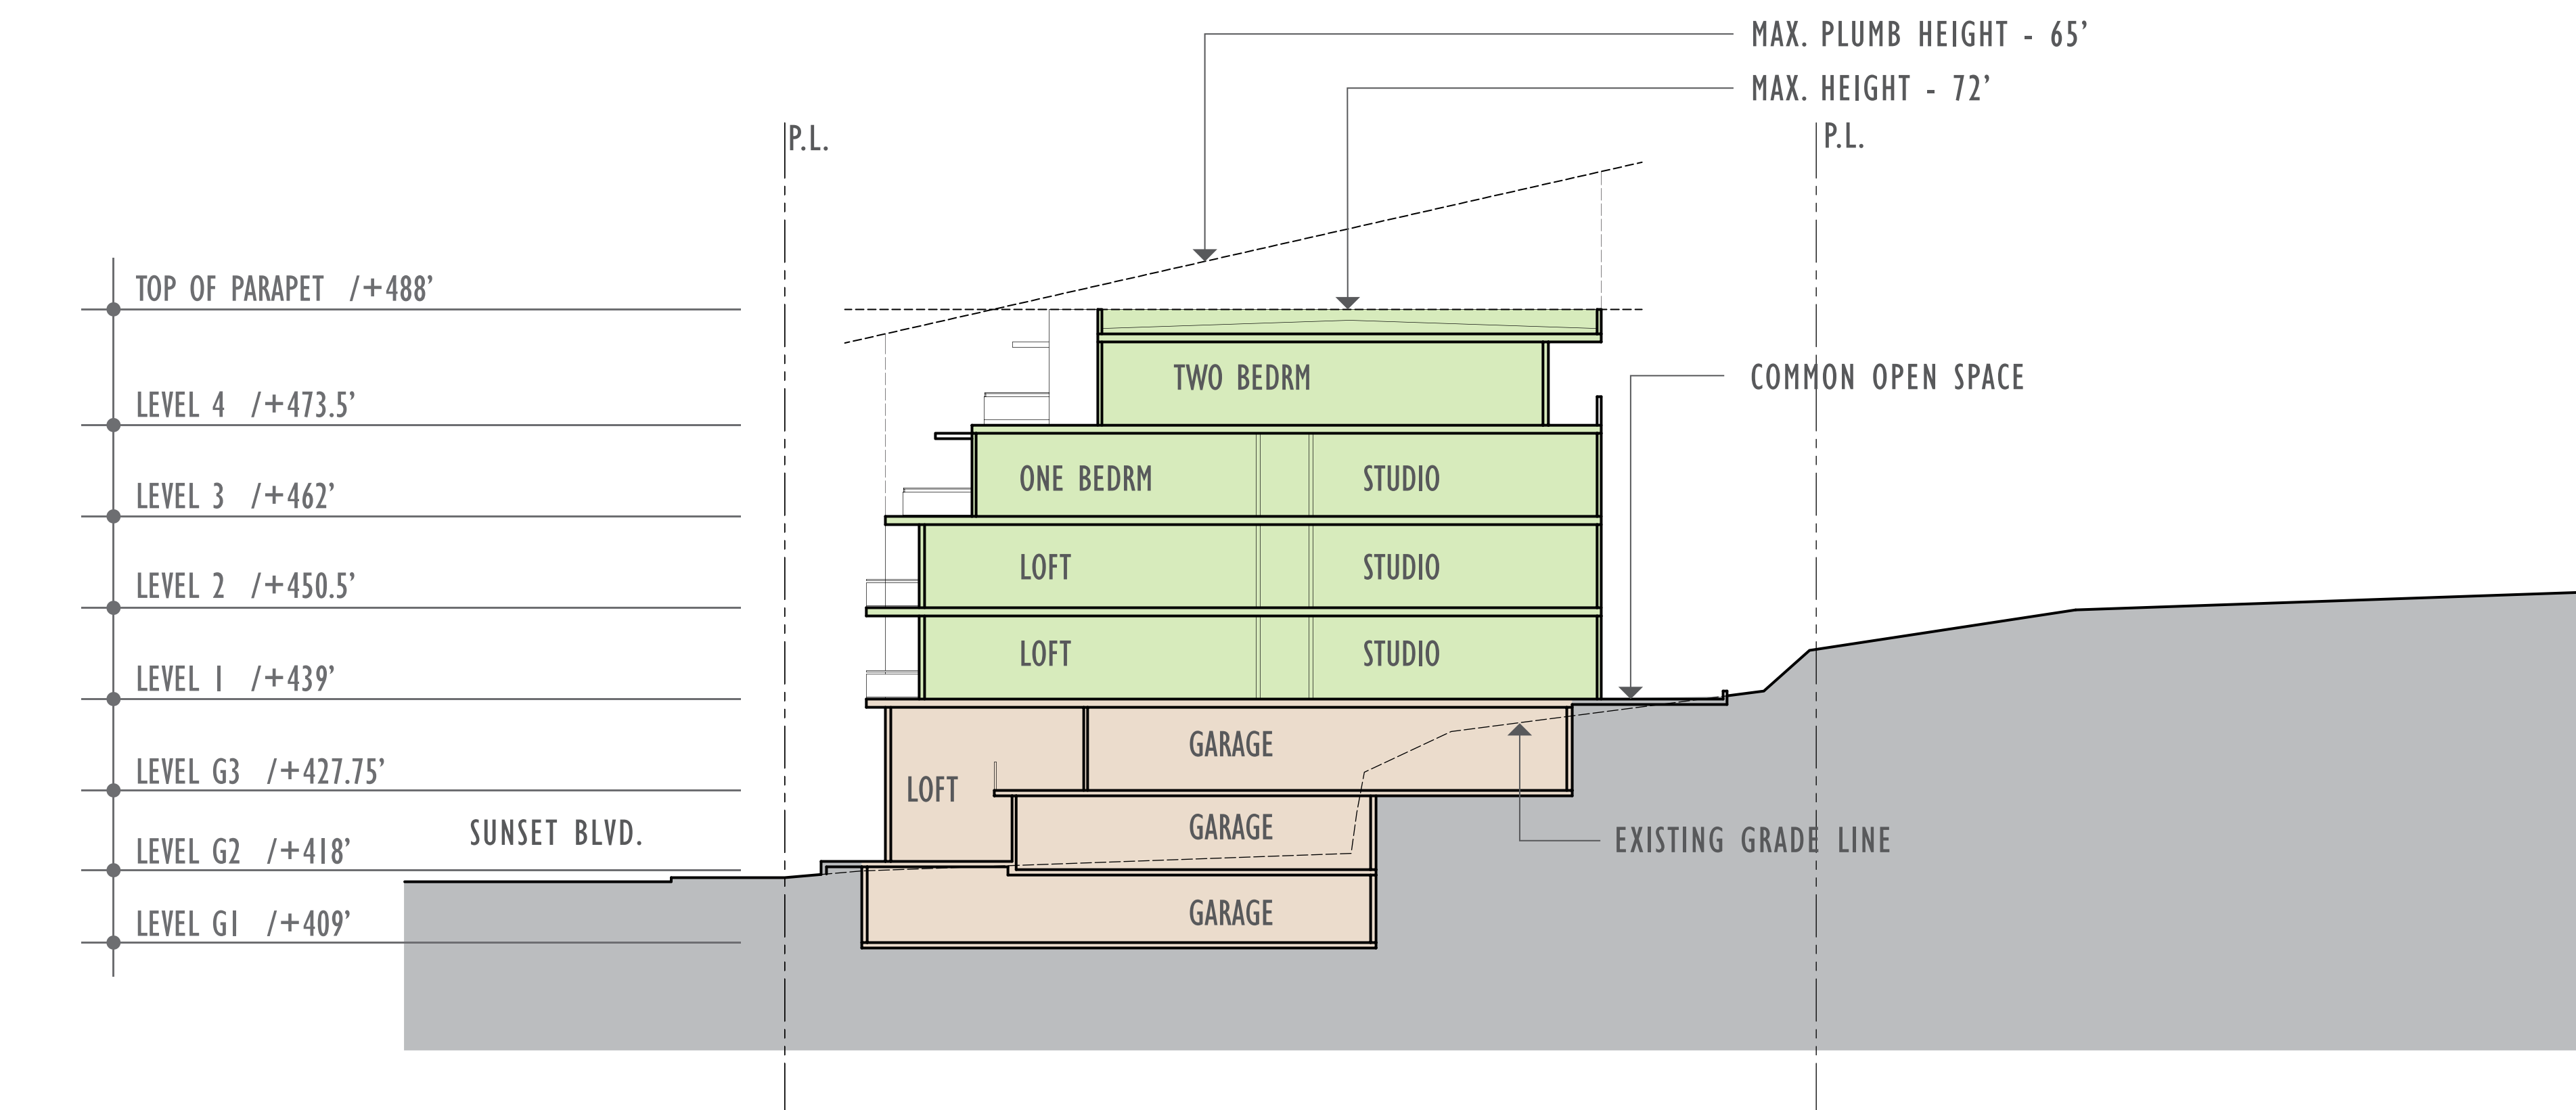 MAX. PLUMB HEIGHT - 65’
MAX. HEIGHT - 72’
P.L.
P.L.
TOP OF PARAPET /+488’
TWO BEDRM
COMMON OPEN SPACE
LEVEL 4 /+473.5’
ONE BEDRM STUDIO
LEVEL 3 /+462’
LOFT STUDIO
LEVEL 2 /+450.5’
LOFT STUDIO
LEVEL 1 /+439’
GARAGE
LEVEL G3 /+427.75’
LOFT
SUNSET BLVD.
GARAGE
EXISTING GRADE LINE
LEVEL G2 /+418’
GARAGE
LEVEL G1 /+409’